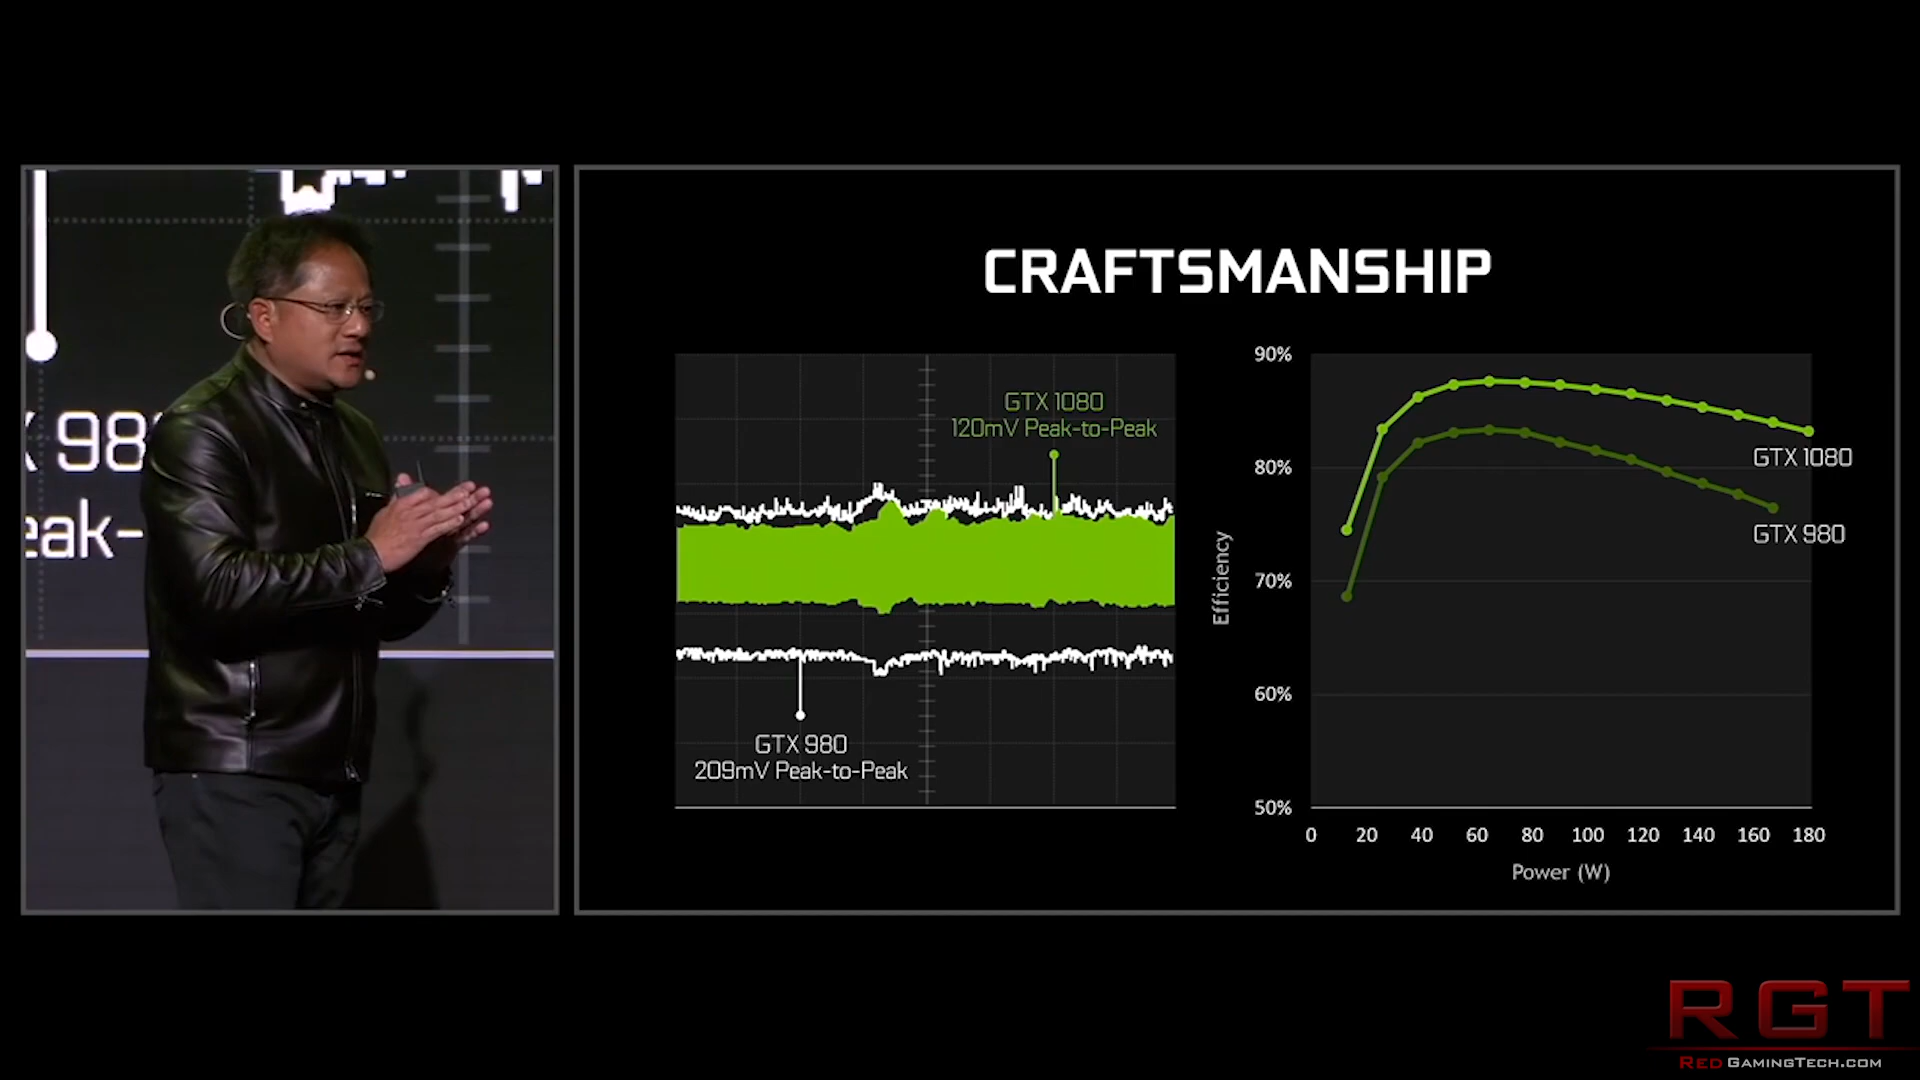 98
eak-
CRAFTSMANSHIP
GTX 1080
120mV Peak-to-Peak
GTX 980
209mV Peak-to-Peak
90%
80%
70%
60%
50%
Efficiency
GTX 1080
GTX 980
0 20 40 60 80 100 120 140 160 180
Power (W)
RGT
RED GAMINGTECH.COM